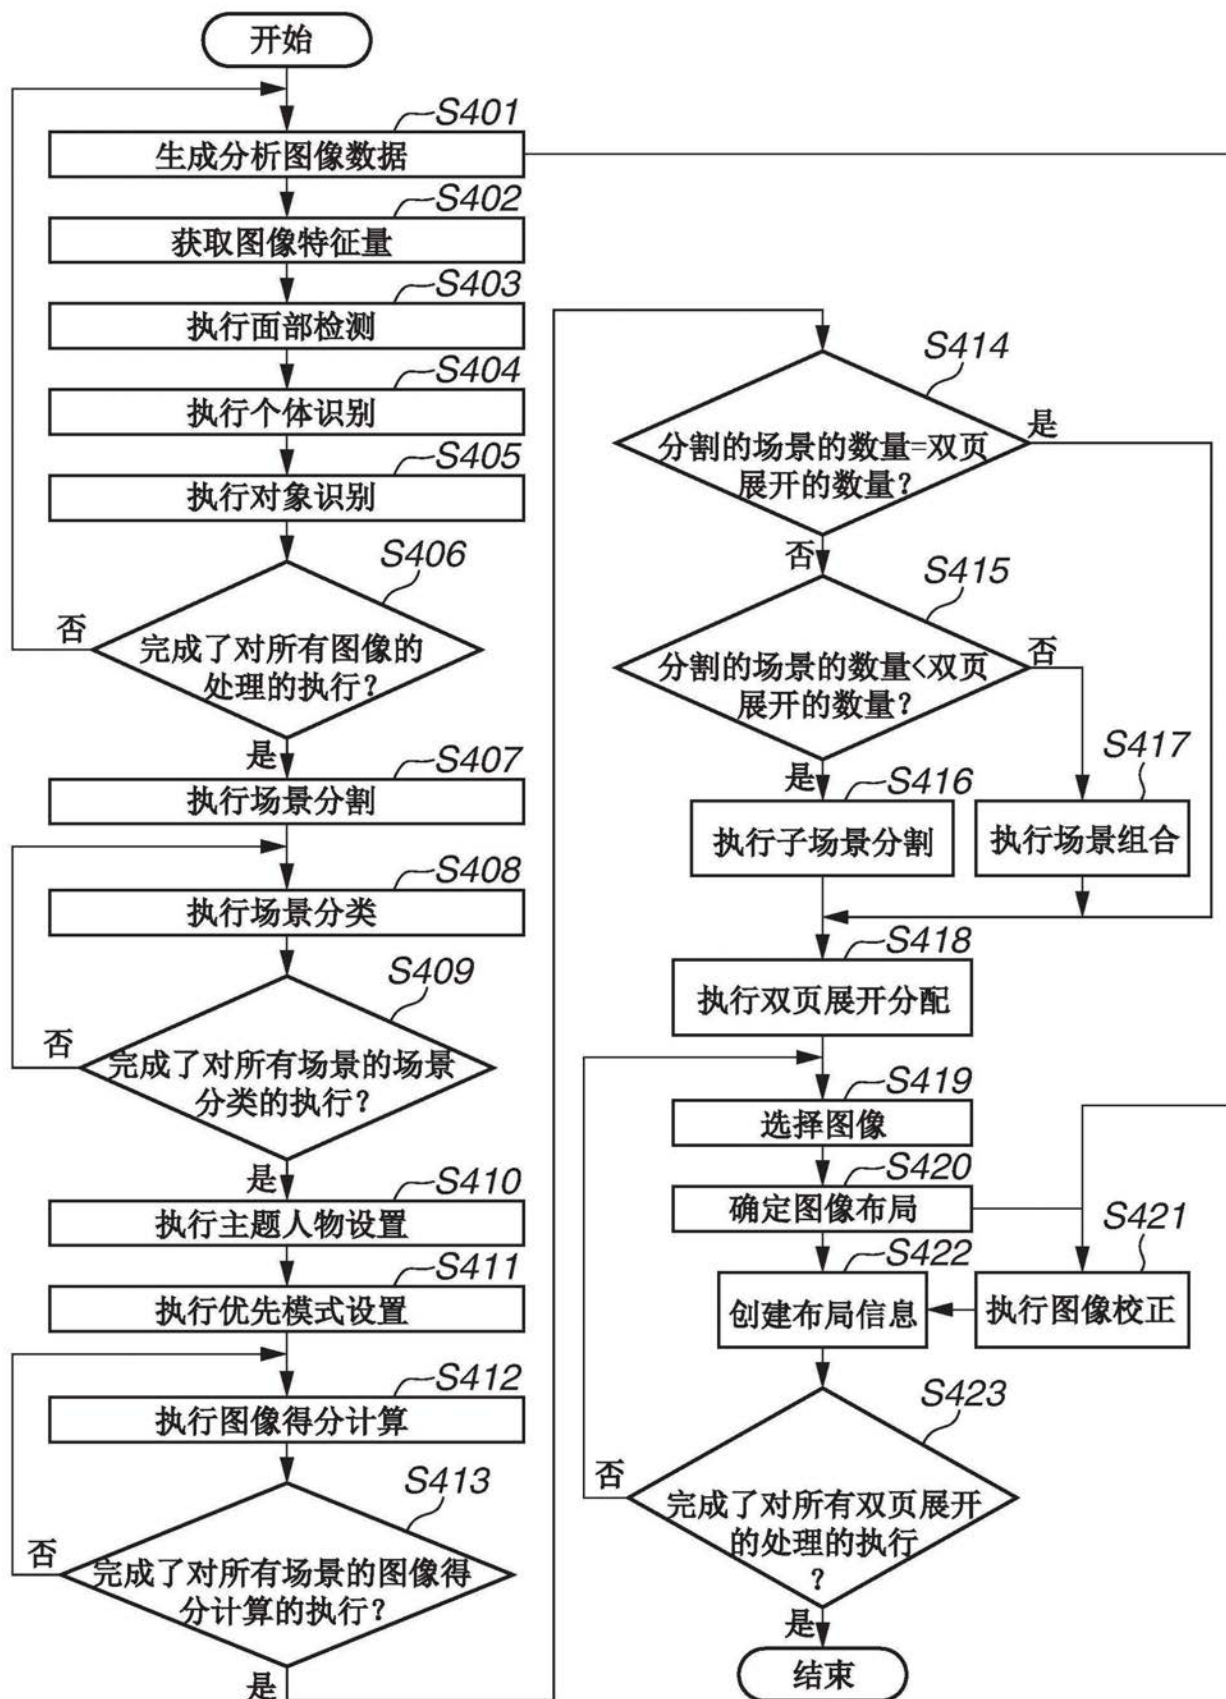 开始
S401
生成分析图像数据
S402
获取图像特征量
S403
执行面部检测
S404
执行个体识别
S405
执行对象识别
S406
否
完成了对所有图像的
处理的执行?
是
S407
执行场景分割
S408
执行场景分类
S409
否
完成了对所有场景的场景
分类的执行?
是
S410
执行主题人物设置
S411
执行优先模式设置
S412
执行图像得分计算
S413
否
完成了对所有场景的图像得
分计算的执行?
是
S414
是
分割的场景的数量=双页
展开的数量?
否
S415
否
分割的场景的数量<双页
展开的数量?
是
S416
执行子场景分割
S417
执行场景组合
S418
执行双页展开分配
S419
选择图像
S420
确定图像布局
S421
执行图像校正
S422
创建布局信息
S423
否
完成了对所有双页展开
的处理的执行
?
是
结束